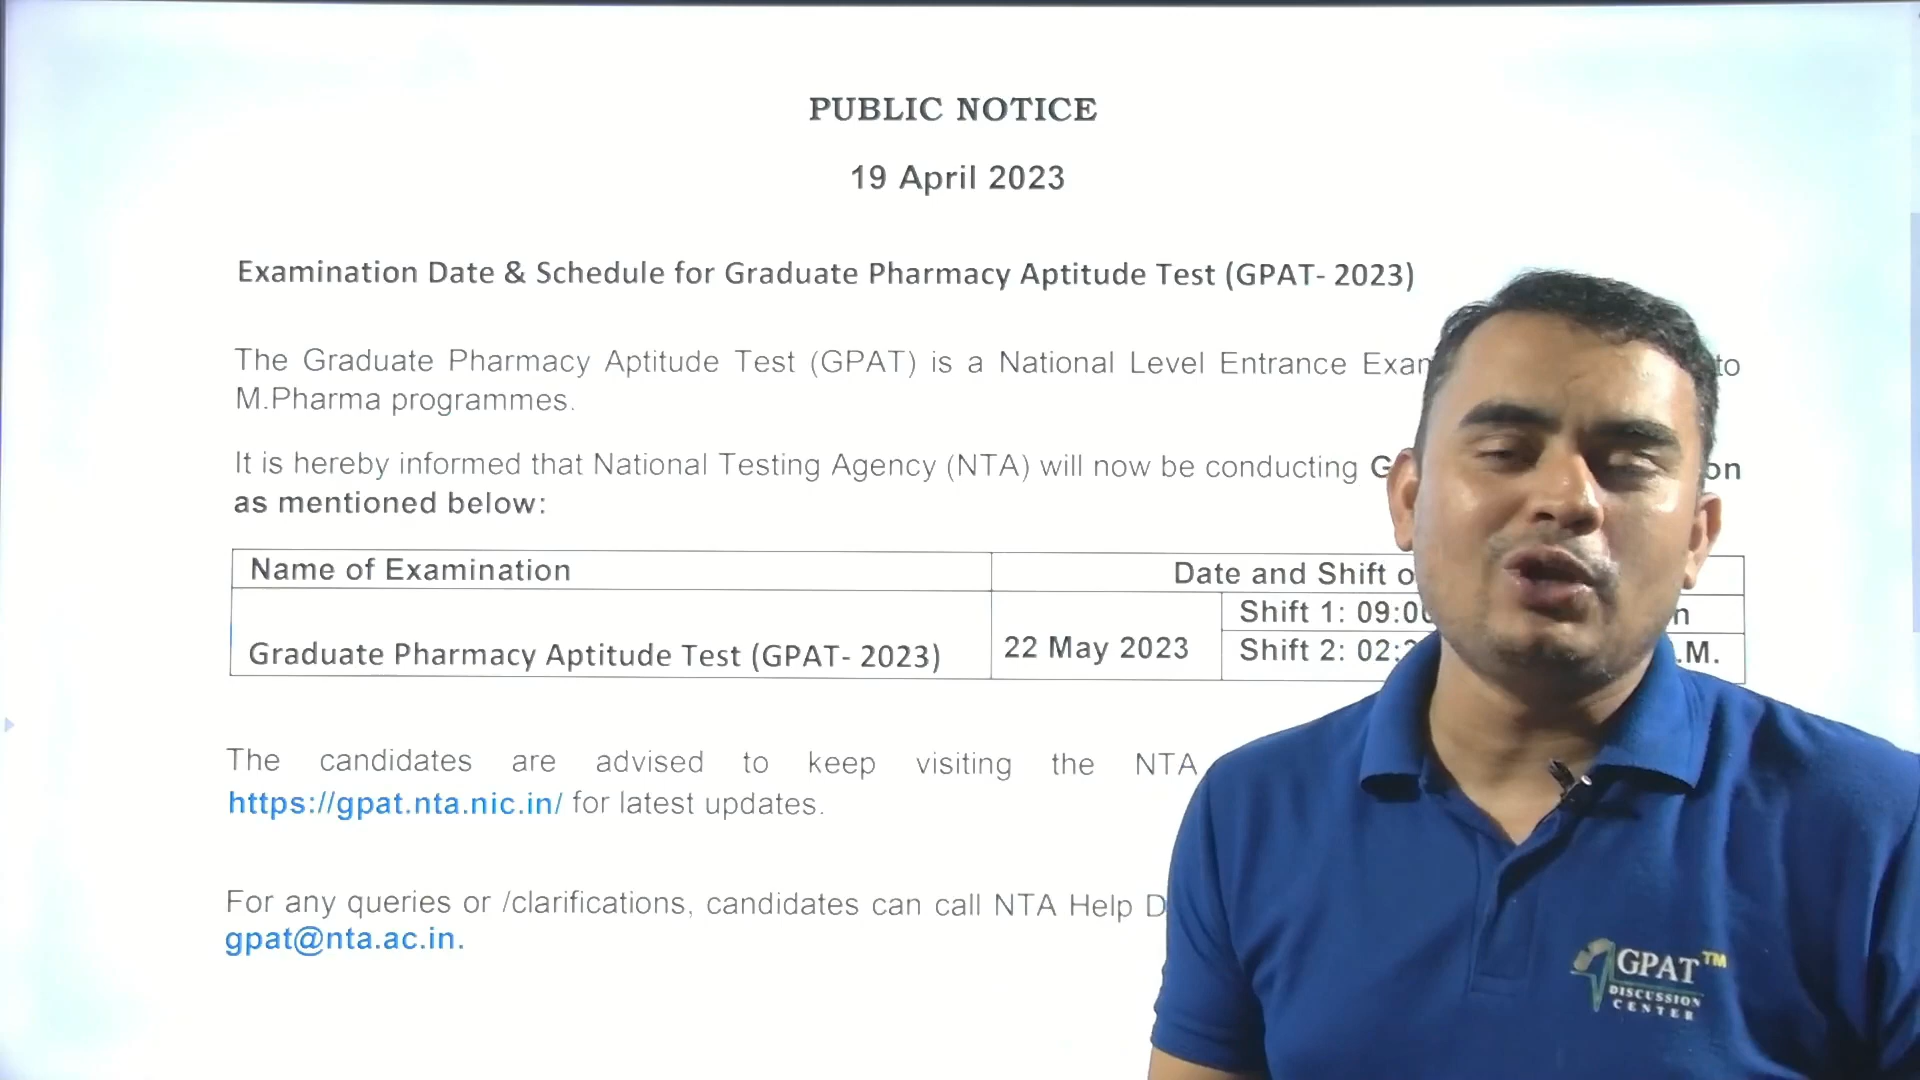 PUBLIC NOTICE
19 April 2023
Examination Date & Schedule for Graduate Pharmacy Aptitude Test (GPAT- 2023)
The Graduate Pharmacy Aptitude Test (GPAT) is a National Level Entrance to
M.Pharma programmes.
It is hereby informed that National Testing Agency (NTA) will now be conducting
as mentioned below:
Name of Examination Date and Shift
Graduate Pharmacy Aptitude Test (GPAT- 2023) 22 May 2023 Shift 1:
Shift 2: .M.
The candidates are advised to keep visiting the NTA
https://gpat.nta.nic.in/ for latest updates.
For any queries or /clarifications, candidates can call NTA Help
gpat@nta.ac.in.
GPAT™
DISCUSSION
CENTER